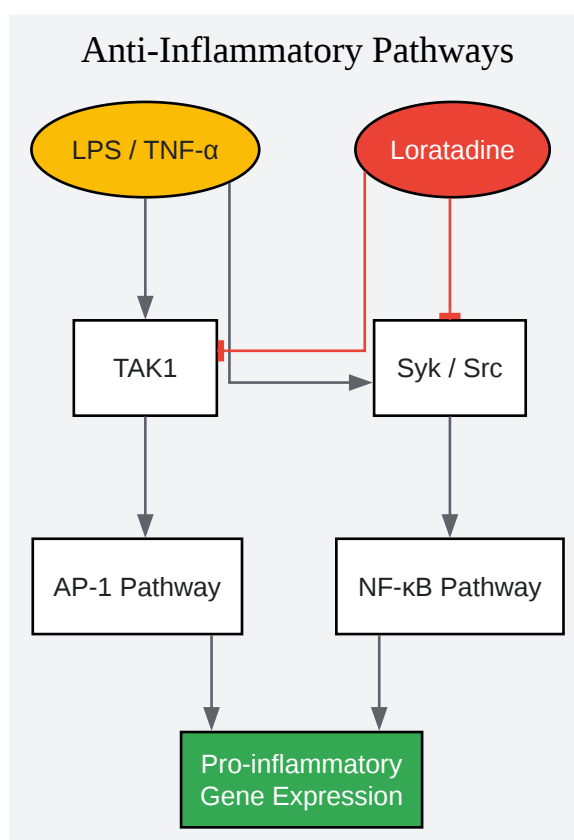 Anti-Inflammatory Pathways
LPS / TNF-α
Loratadine
TAK1
Syk / Src
AP-1 Pathway
NF-κB Pathway
Pro-inflammatory
Gene Expression